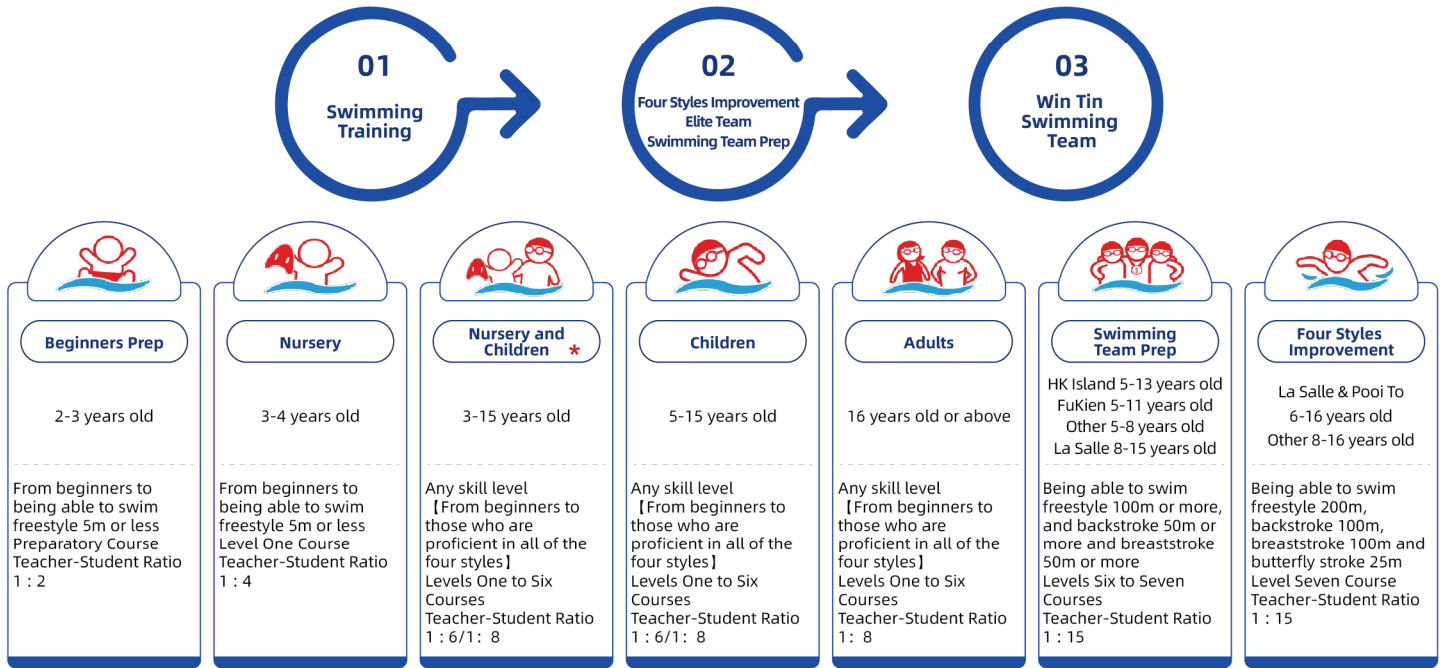 01
Swimming
Training
02
Four Styles Improvement
Elite Team
Swimming Team Prep
03
Win Tin
Swimming
Team
Beginners Prep
2-3 years old
From beginners to
being able to swim
freestyle 5m or less
Preparatory Course
Teacher-Student Ratio
1 : 2
Nursery
3-4 years old
From beginners to
being able to swim
freestyle 5m or less
Level One Course
Teacher-Student Ratio
1 : 4
Nursery and
Children *
3-15 years old
Any skill level
【From beginners to
those who are
proficient in all of the
four styles】
Levels One to Six
Courses
Teacher-Student Ratio
1 : 6/1: 8
Children
5-15 years old
Any skill level
【From beginners to
those who are
proficient in all of the
four styles】
Levels One to Six
Courses
Teacher-Student Ratio
1 : 6/1: 8
Adults
16 years old or above
Any skill level
【From beginners to
those who are
proficient in all of the
four styles】
Levels One to Six
Courses
Teacher-Student Ratio
1: 8
Swimming
Team Prep
HK Island 5-13 years old
FuKien 5-11 years old
Other 5-8 years old
La Salle 8-15 years old
Being able to swim
freestyle 100m or more,
and backstroke 50m or
more and breaststroke
50m or more
Levels Six to Seven
Courses
Teacher-Student Ratio
1 : 15
Four Styles
Improvement
La Salle & Pooi To
6-16 years old
Other 8-16 years old
Being able to swim
freestyle 200m,
backstroke 100m,
breaststroke 100m and
butterfly stroke 25m
Level Seven Course
Teacher-Student Ratio
1 : 15